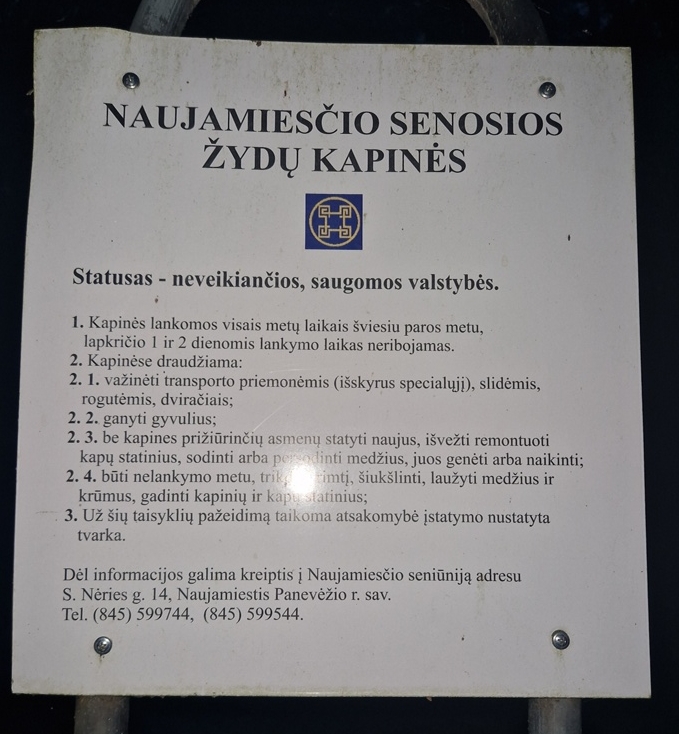 NAUJAMIESČIO SENOSIOS
ŽYDŲ KAPINĖS
Statusas - neveikiančios, saugomos valstybės.
1. Kapinės lankomos visais metų laikais šviesiu paros metu,
lapkričio 1 ir 2 dienomis lankymo laikas neribojamas.
2. Kapinėse draudžiama:
2. 1. važinėti transporto priemonėmis (išskyrus specialųjį), slidėmis,
rogutėmis, dviračiais;
2. 2. ganyti gyvulius;
2. 3. be kapines prižiūrinčių asmenų statyti naujus, išvežti remontuoti
kapų statinius, sodinti arba persodinti medžius, juos genėti arba naikinti;
2. 4. būti nelankymo metu, šiukšlinti, laužyti medžius ir
krūmus, gadinti kapinių ir kapų statinius;
3. Už šių taisyklių pažeidimą taikoma atsakomybė įstatymo nustatyta
tvarka.
Dėl informacijos galima kreiptis į Naujamiesčio seniūniją adresu
S. Nėries g. 14, Naujamiestis Panevėžio r. sav.
Tel. (845) 599744, (845) 599544.